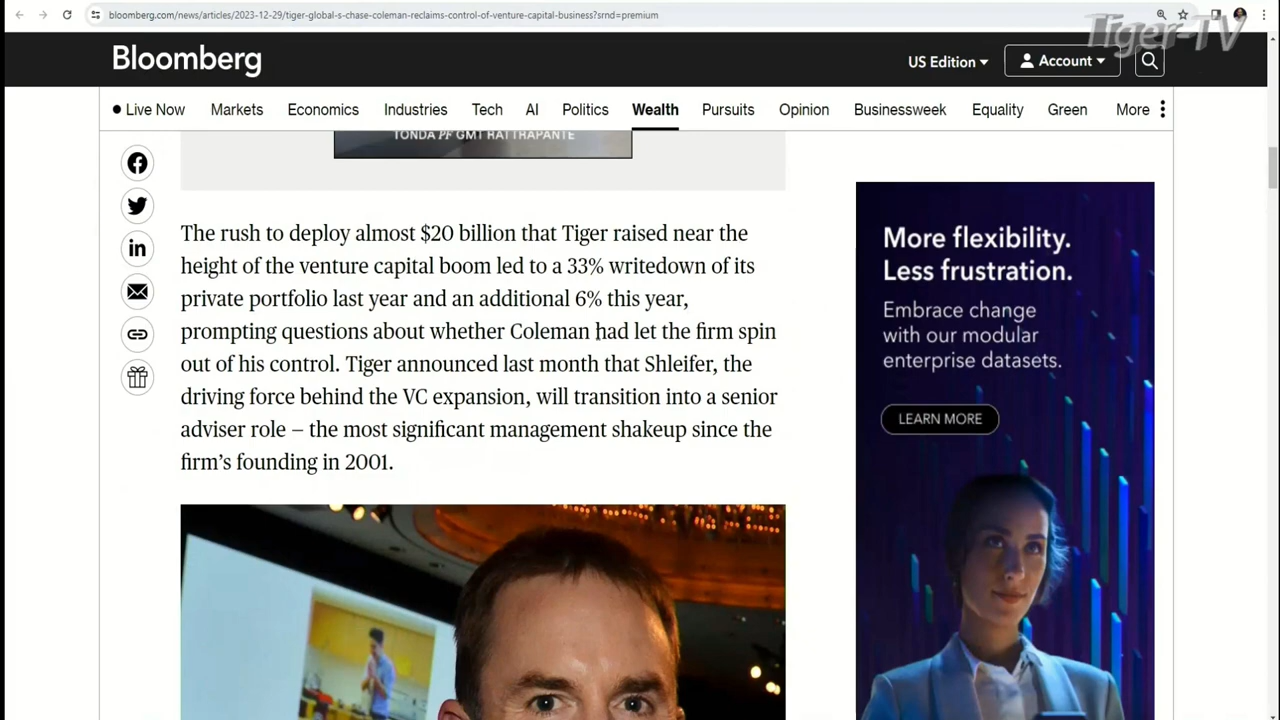 bloomberg.com/news/articles/2023-12-29/tiger-global-s-chase-coleman-reclaims-control-of-venture-capital-business?srnd=premium
Tiger-TV
Bloomberg
US Edition
Account
Live Now
Markets
Economics
Industries
Tech
AI
Politics
Wealth
Pursuits
Opinion
Businessweek
Equality
Green
More
TONDA PF GMT RATTRAPANTE
The rush to deploy almost $20 billion that Tiger raised near the
height of the venture capital boom led to a 33% writedown of its
private portfolio last year and an additional 6% this year,
prompting questions about whether Coleman had let the firm spin
out of his control. Tiger announced last month that Shleifer, the
driving force behind the VC expansion, will transition into a senior
adviser role – the most significant management shakeup since the
firm's founding in 2001.
More flexibility.
Less frustration.
Embrace change
with our modular
enterprise datasets.
LEARN MORE